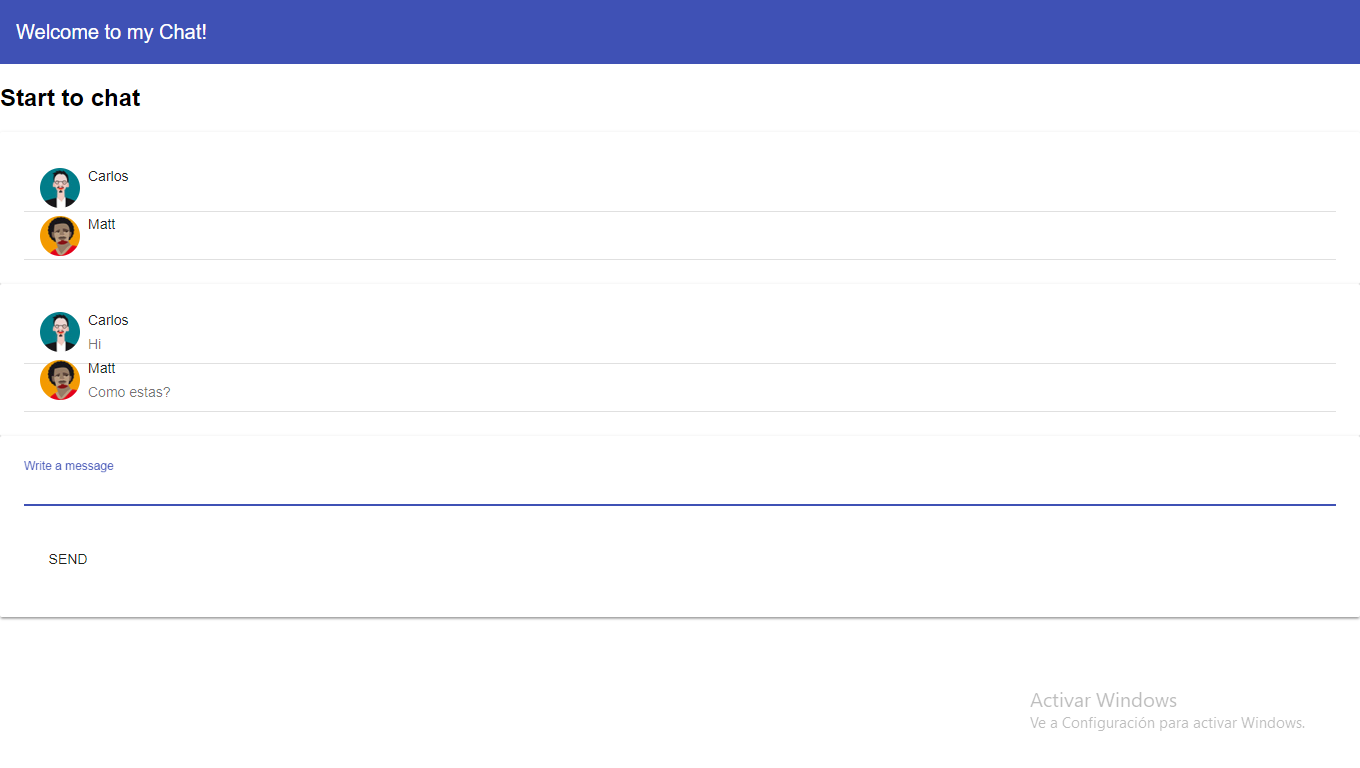 Welcome to my Chat!
Start to chat
Carlos
Matt
Carlos
Hi
Matt
Como estas?
Write a message
SEND
Activar Windows
Ve a Configuración para activar Windows.